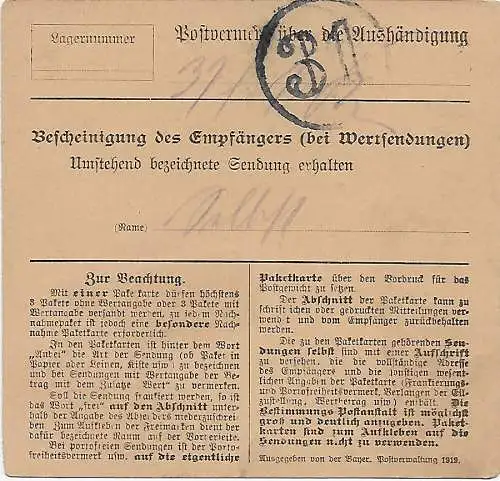 Lagernummer
Postvermerk über die Aushändigung
Bescheinigung des Empfängers (bei Wertsendungen)
Umstehend bezeichnete Sendung erhalten
(Name) Selbst
Zur Beachtung.
Mit einer Paketkarte dürfen höchstens
3 Pakete ohne Wertangabe oder 3 Pakete mit
Wertangabe versandt werden, zu jedem Nach-
nahmepaket ist jedoch eine besondere Nach-
nahme Paketkarte erforderlich.
In den Paketkarten ist hinter dem Wort
„Anbei" die Art der Sendung (ob Paket in
Papier oder Leinen, Kiste usw.) zu bezeichnen
und bei Sendungen mit Wertangabe der Be-
trag mit dem Zusatze „Wert" zu vermerken.
Soll die Sendung frankiert werden, so ist
das Wort „frei" auf dem Abschnitt unter-
halb der Angabe des Absenders niederzuschrei-
ben. Zum Aufkleben der Freimarken dient der
dafür bezeichnete Raum auf der Vorderseite.
Bei portofreien Sendungen ist der Porto-
freiheitsvermerk usw. auf die eigentliche
Paketkarte über den Vordruck für das
Postgewicht zu setzen.
Der Abschnitt der Paketkarte kann zu
schriftlichen oder gedruckten Mitteilungen ver-
wendet und vom Empfänger zurückbehalten
werden.
Die zu den Paketkarten gehörenden Sen-
dungen selbst sind mit einer Aufschrift
zu versehen, die die vollständige Adresse
des Empfängers und die sonstigen wesent-
lichen Angaben der Paketkarte (Frankierungs-
und Portofreiheitsvermerk, Verlangen der Eil-
zustellung, Wertbetrag usw.) enthält. Die
Bestimmungs-Postanstalt ist möglichst
groß und deutlich anzugeben. Paket-
karten sind zum Aufkleben auf die
Sendungen nicht zu verwenden.
Ausgegeben von der Bayer. Postverwaltung 1919.